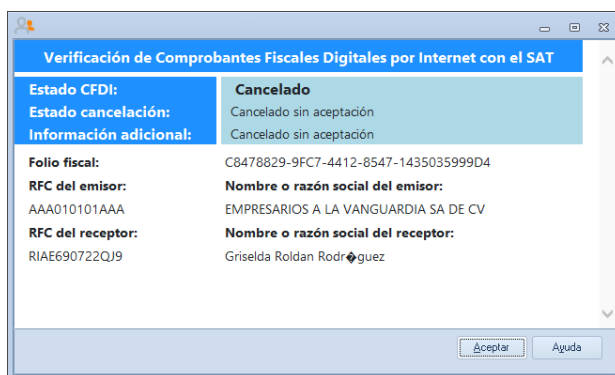 Verificación de Comprobantes Fiscales Digitales por Internet con el SAT
Estado CFDI: Cancelado
Estado cancelación: Cancelado sin aceptación
Información adicional: Cancelado sin aceptación
Folio fiscal: C8478829-9FC7-4412-8547-1435035999D4
RFC del emisor: Nombre o razón social del emisor:
AAA010101AAA EMPRESARIOS A LA VANGUARDIA SA DE CV
RFC del receptor: Nombre o razón social del receptor:
RIAE690722QJ9 Griselda Roldan Rodr�guez
Aceptar Ayuda